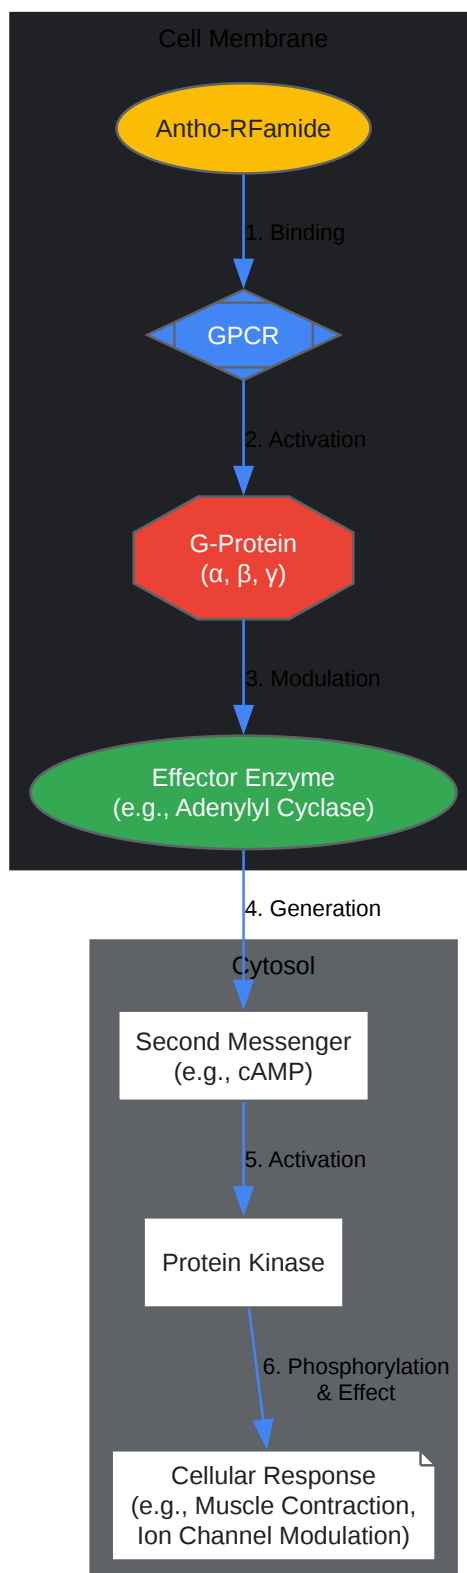 Cell Membrane
Antho-RFamide
1. Binding
GPCR
2. Activation
G-Protein
(α, β, γ)
3. Modulation
Effector Enzyme
(e.g., Adenylyl Cyclase)
4. Generation
Cytosol
Second Messenger
(e.g., cAMP)
5. Activation
Protein Kinase
6. Phosphorylation
& Effect
Cellular Response
(e.g., Muscle Contraction,
Ion Channel Modulation)